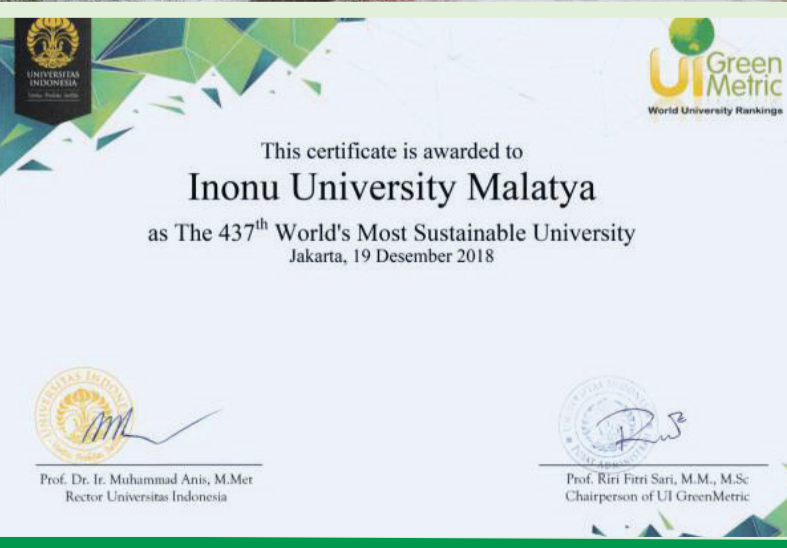 UNIVERSITAS
INDONESIA
UI Green
Metric
World University Rankings
This certificate is awarded to
Inonu University Malatya
as The 437th World's Most Sustainable University
Jakarta, 19 Desember 2018
Prof. Dr. Ir. Muhammad Anis, M.Met
Rector Universitas Indonesia
Prof. Riri Fitri Sari, M.M., M.Sc
Chairperson of UI GreenMetric